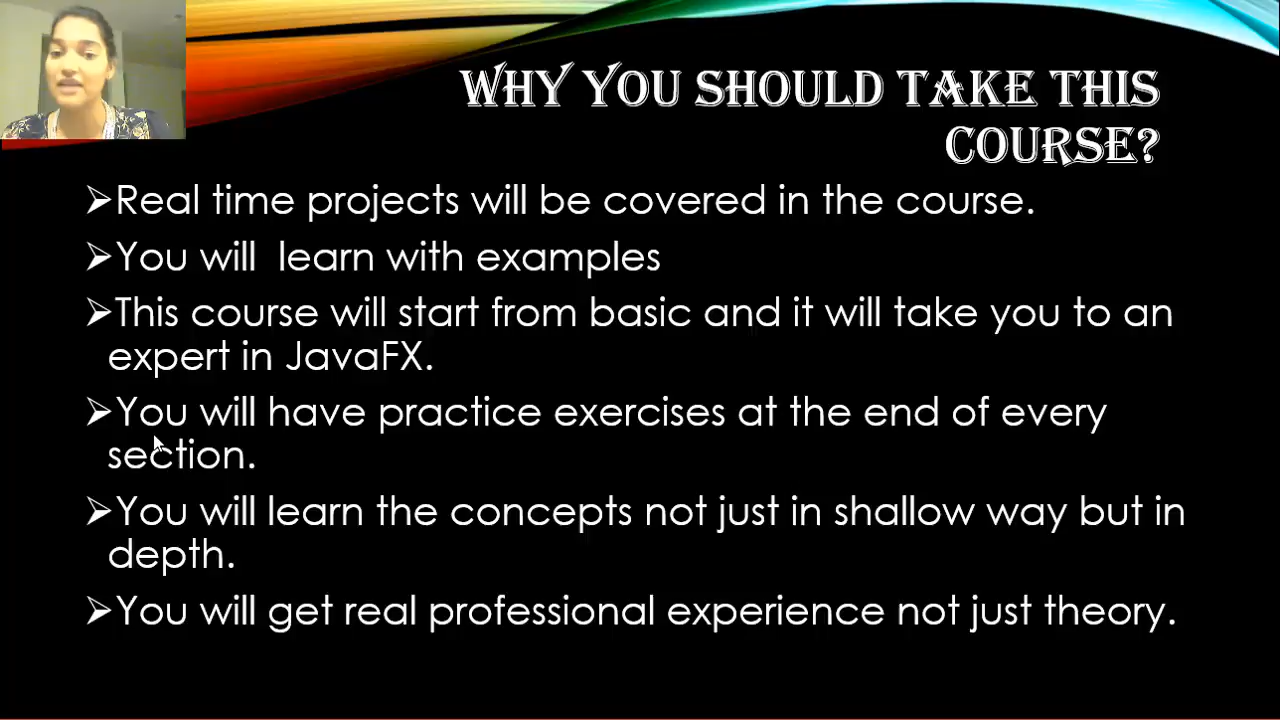 WHY YOU SHOULD TAKE THIS
COURSE?
➢Real time projects will be covered in the course.
➢You will  learn with examples
➢This course will start from basic and it will take you to an
expert in JavaFX.
➢You will have practice exercises at the end of every
section.
➢You will learn the concepts not just in shallow way but in
depth.
➢You will get real professional experience not just theory.